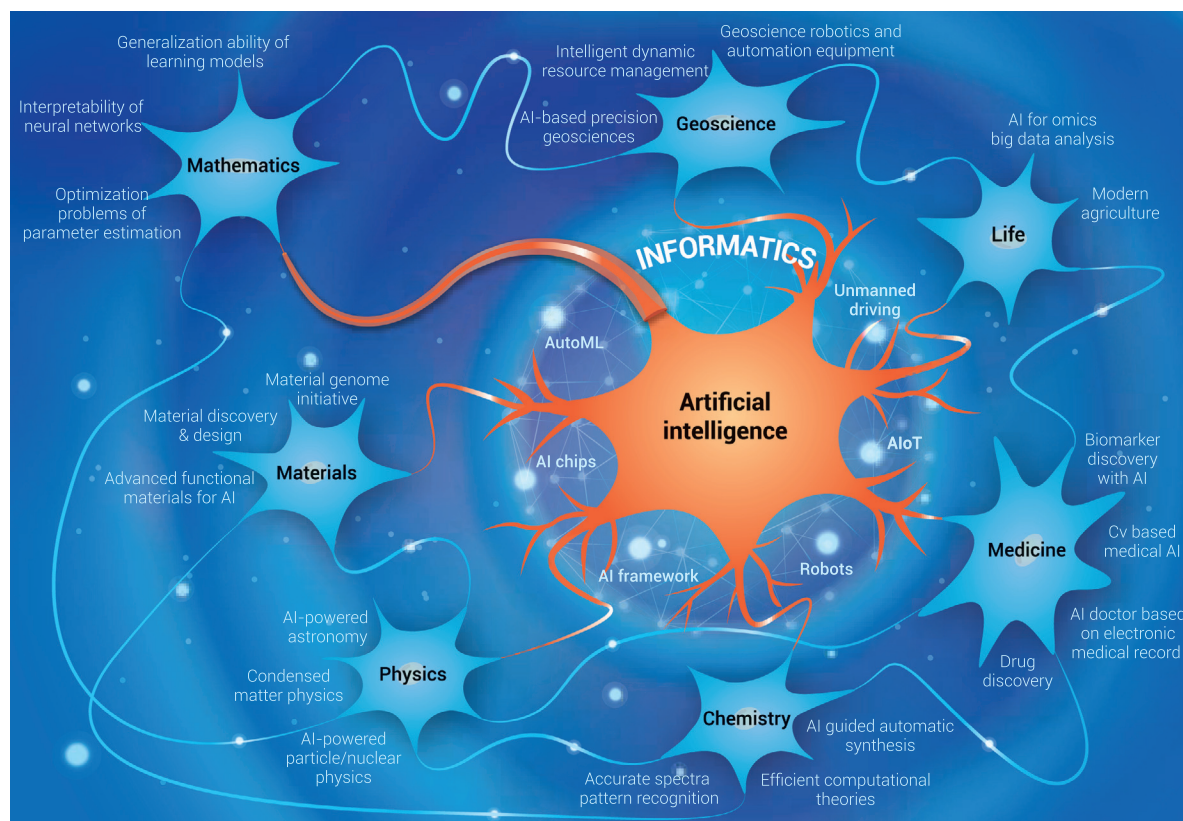 Generalization ability of
learning models
Interpretability of
neural networks
Mathematics
Optimization
problems of
parameter estimation
Intelligent dynamic
resource management
Geoscience robotics and
automation equipment
AI-based precision
geosciences
Geoscience
AI for omics
big data analysis
Modern
agriculture
Life
INFORMATICS
Unmanned
driving
AutoML
Artificial
intelligence
AIoT
AI chips
AI framework
Robots
Material genome
initiative
Material discovery
& design
Materials
Advanced functional
materials for AI
Biomarker
discovery
with AI
Medicine
Cv based
medical AI
AI doctor based
on electronic
medical record
Drug
discovery
AI-powered
astronomy
Physics
Condensed
matter physics
AI-powered
particle/nuclear
physics
Chemistry
AI guided automatic
synthesis
Accurate spectra
pattern recognition
Efficient computational
theories